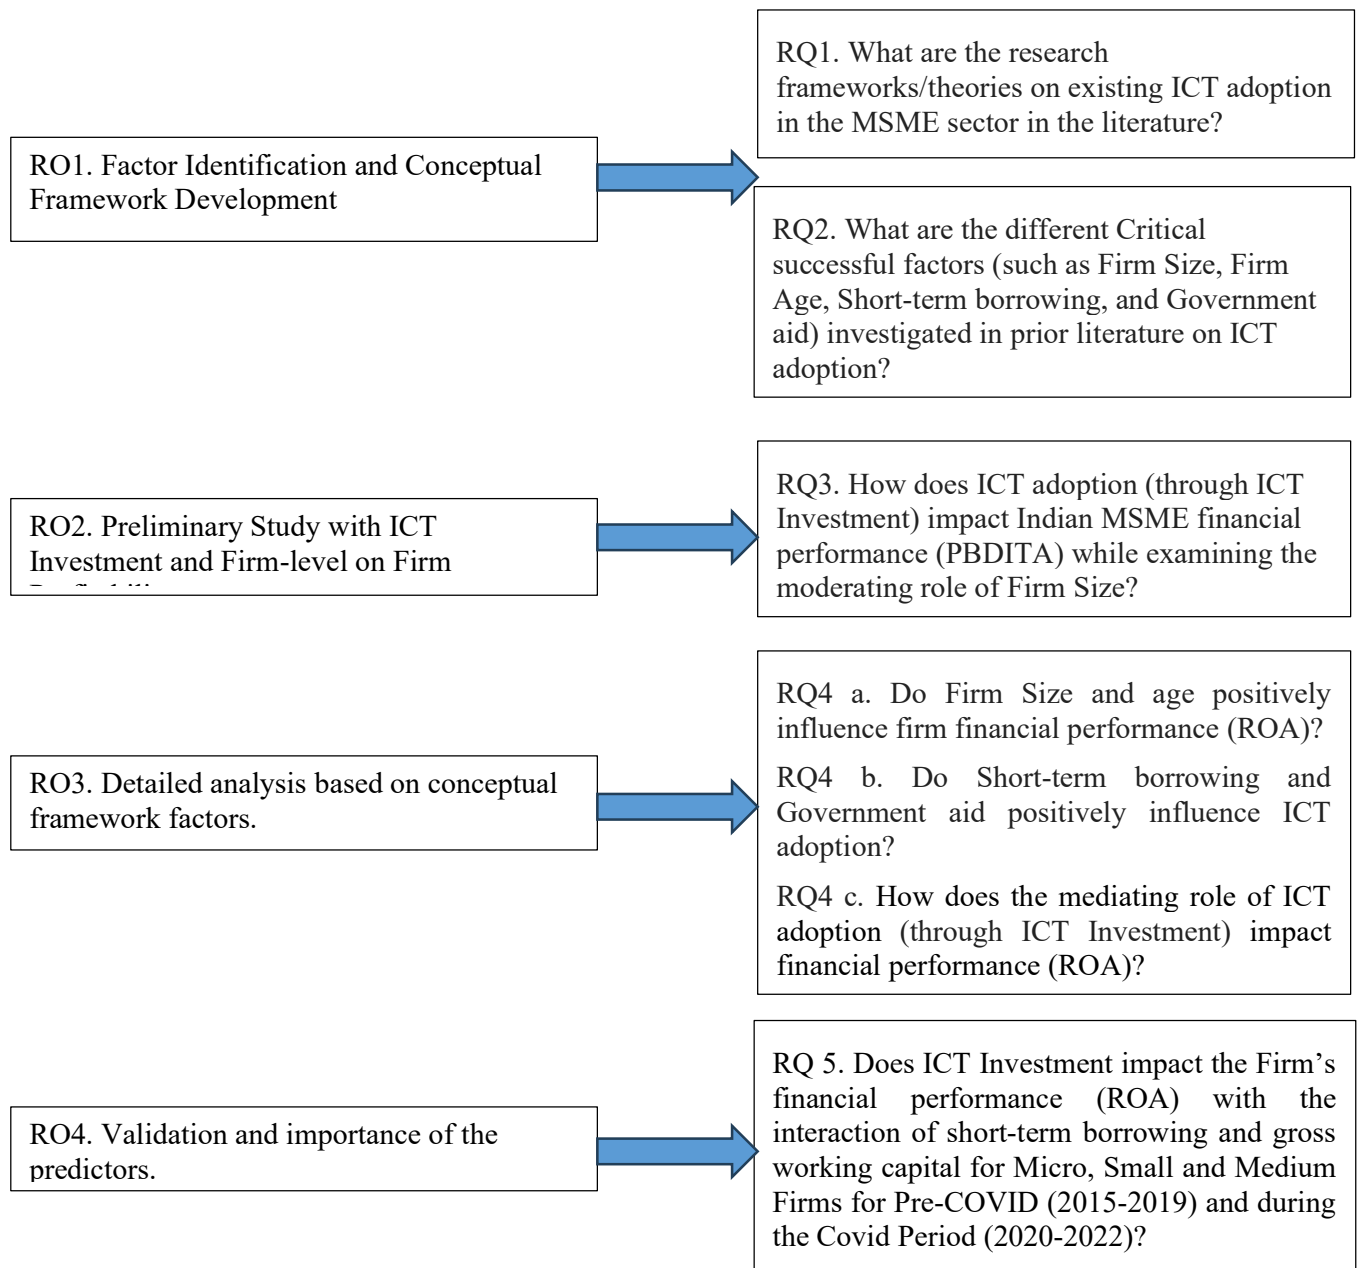 RO1. Factor Identification and Conceptual
Framework Development
RQ1. What are the research
frameworks/theories on existing ICT adoption
in the MSME sector in the literature?
RQ2. What are the different Critical
successful factors (such as Firm Size, Firm
Age, Short-term borrowing, and Government
aid) investigated in prior literature on ICT
adoption?
RO2. Preliminary Study with ICT
Investment and Firm-level on Firm
RQ3. How does ICT adoption (through ICT
Investment) impact Indian MSME financial
performance (PBDITA) while examining the
moderating role of Firm Size?
RO3. Detailed analysis based on conceptual
framework factors.
RQ4 a. Do Firm Size and age positively
influence firm financial performance (ROA)?
RQ4 b. Do Short-term borrowing and
Government aid positively influence ICT
adoption?
RQ4 c. How does the mediating role of ICT
adoption (through ICT Investment) impact
financial performance (ROA)?
RO4. Validation and importance of the
predictors.
RQ 5. Does ICT Investment impact the Firm’s
financial performance (ROA) with the
interaction of short-term borrowing and gross
working capital for Micro, Small and Medium
Firms for Pre-COVID (2015-2019) and during
the Covid Period (2020-2022)?